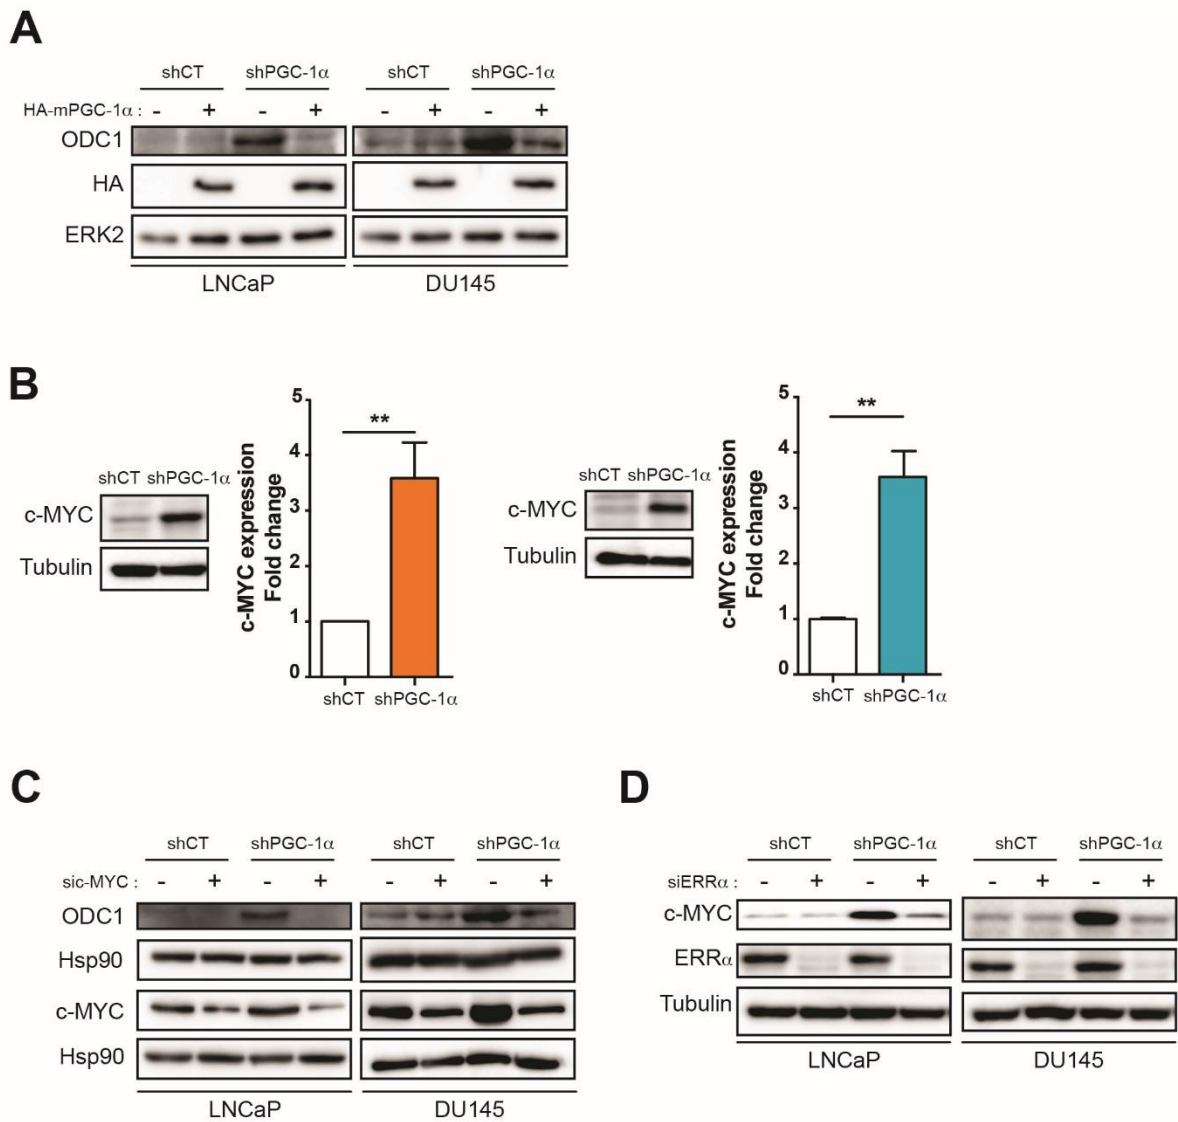 A
shCT shPGC-1α shCT shPGC-1α
HA-mPGC-1α : - + - + - + - +
ODC1
HA
ERK2
LNCaP DU145
B
shCT shPGC-1α
c-MYC
Tubulin
c-MYC expression
Fold change
5
4
3
2
1
0
**
shCT shPGC-1α
shCT shPGC-1α
c-MYC
Tubulin
c-MYC expression
Fold change
5
4
3
2
1
0
**
shCT shPGC-1α
C
shCT shPGC-1α shCT shPGC-1α
sic-MYC : - + - + - + - +
ODC1
Hsp90
c-MYC
Hsp90
LNCaP DU145
D
shCT shPGC-1α shCT shPGC-1α
siERRα : - + - + - + - +
c-MYC
ERRα
Tubulin
LNCaP DU145